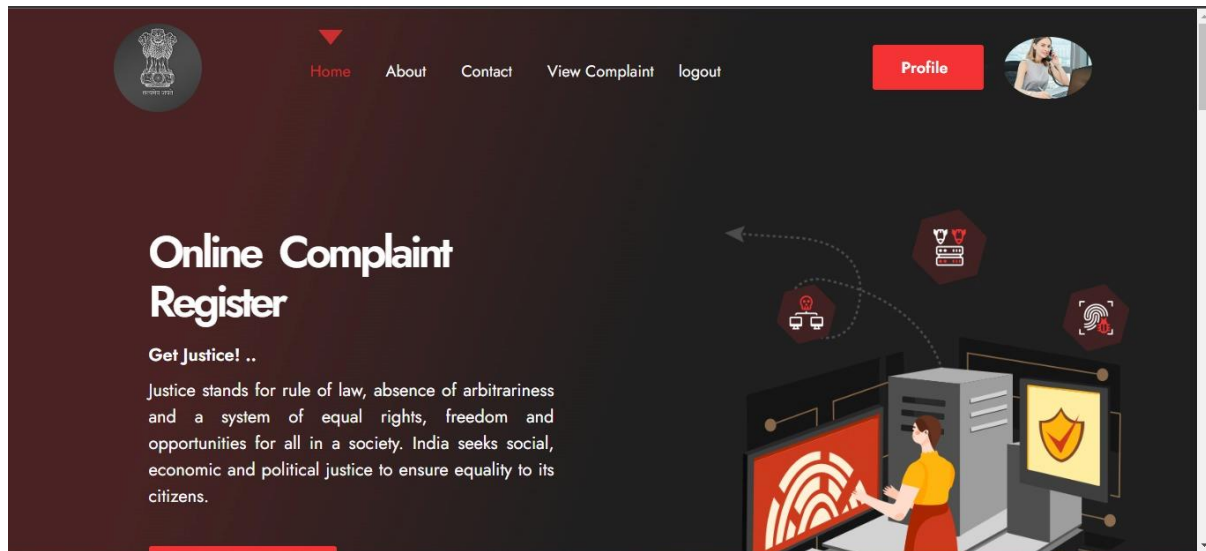 Home About Contact View Complaint logout Profile
Online Complaint
Register
Get Justice! ..
Justice stands for rule of law, absence of arbitrariness
and a system of equal rights, freedom and
opportunities for all in a society. India seeks social,
economic and political justice to ensure equality to its
citizens.